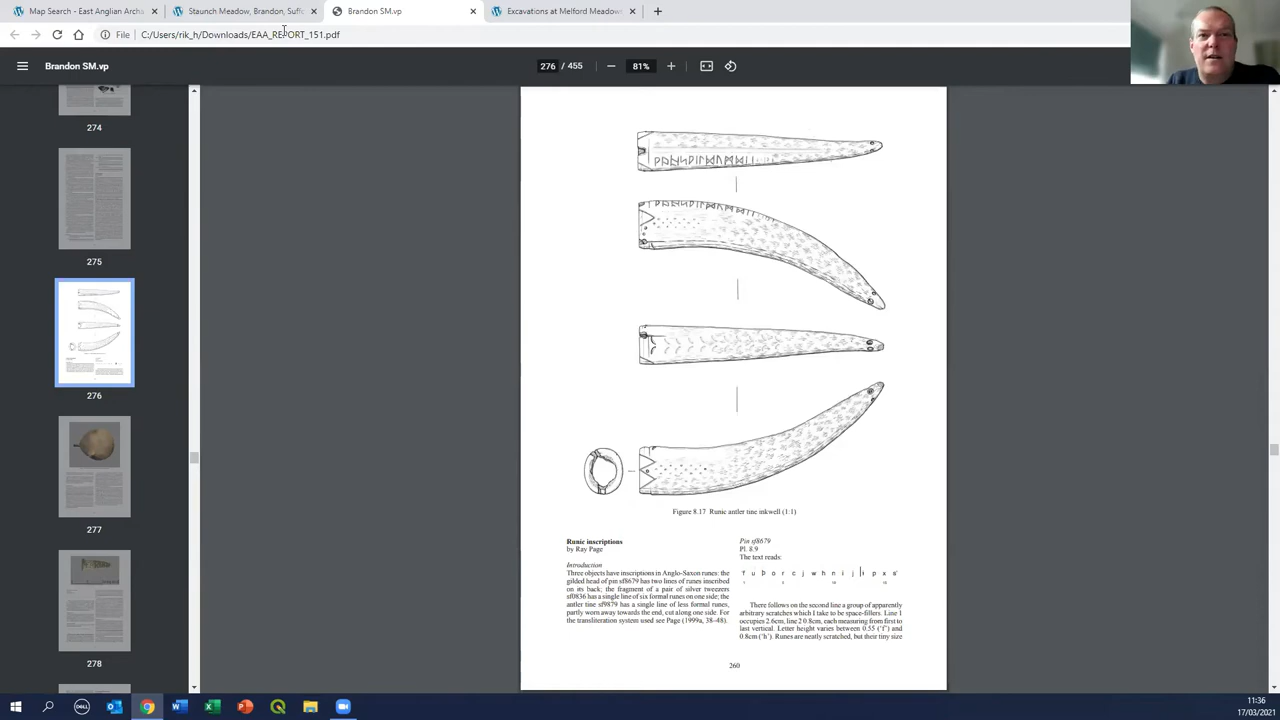 Map Search - East Anglian Archa
Staunch Meadow, Brandon, Suffo
Brandon SM.vp
Excavations at Melford Meadows
File
C:/Users/rik_h/Downloads/EAA_REPORT_151.pdf
Brandon SM.vp
276 / 455
81%
274
275
276
277
278
Figure 8.17 Runic antler tine inkwell (1:1)
Runic inscriptions
by Ray Page
Introduction
Three objects have inscriptions in Anglo-Saxon runes: the
gilded head of pin sf8679 has two lines of runes inscribed
on its back; the fragment of a pair of silver tweezers
sf0836 has a single line of six formal runes on one side; the
antler tine sf9879 has a single line of less formal runes,
partly worn away towards the end, cut along one side. For
the transliteration system used see Page (1999a, 38–48).
Pin sf8679
Pl. 8.9
The text reads:
f u þ o r c j w h n i j | ɨ p x s'
There follows on the second line a group of apparently
arbitrary scratches which I take to be space-fillers. Line 1
occupies 2.6cm, line 2 0.8cm, each measuring from first to
last vertical. Letter height varies between 0.55 ('f') and
0.8cm ('h'). Runes are neatly scratched, but their tiny size
260
11:36
17/03/2021